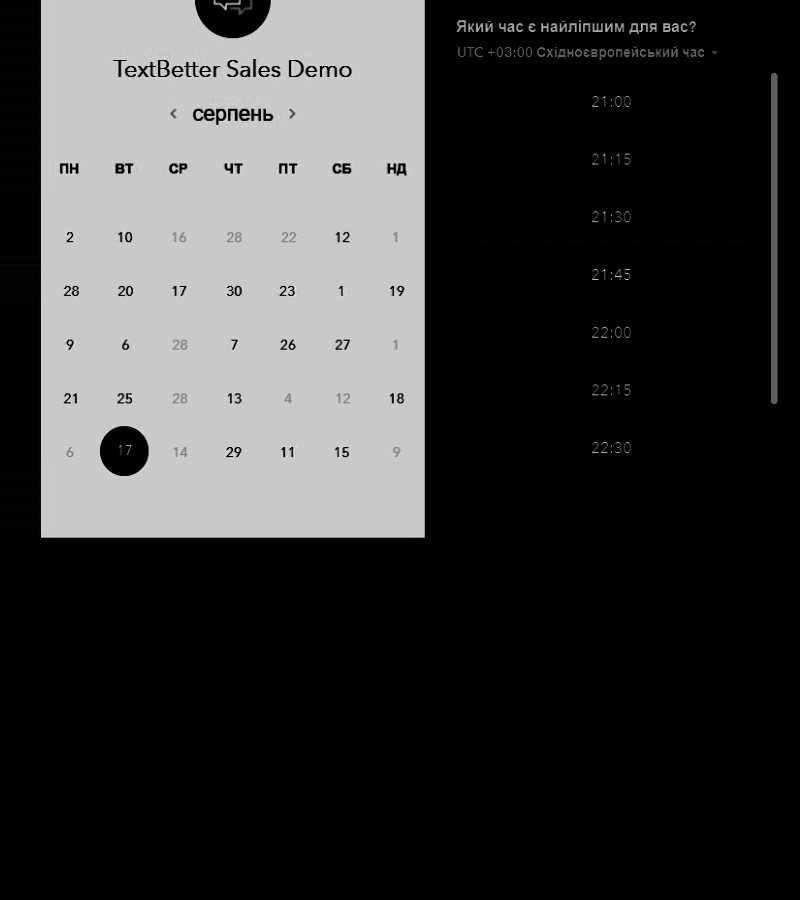 TextBetter Sales Demo
серпень
ПН ВТ СР ЧТ ПТ СБ НД
2 10 16 28 22 12 1
28 20 17 30 23 1 19
9 6 28 7 26 27 1
21 25 28 13 4 12 18
6 17 14 29 11 15 9
Який час є найліпшим для вас?
UTC +03:00 Східноєвропейський час
21:00
21:15
21:30
21:45
22:00
22:15
22:30